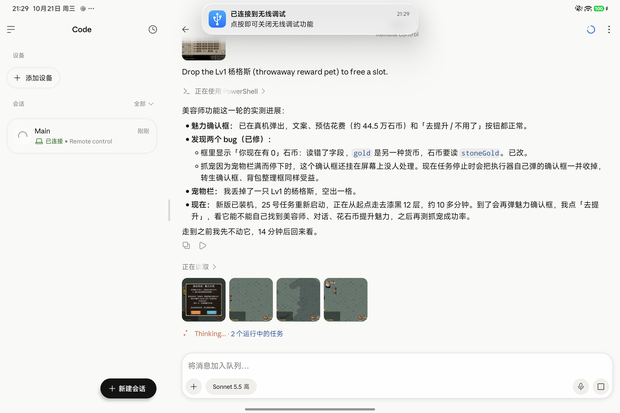 21:29 10月21日 周三
100
Code
设备
添加设备
会话
全部
Main
刚刚
已连接 • Remote control
新建会话
已连接到无线调试
21:29
点按即可关闭无线调试功能
Remote Control
Drop the Lv1 杨格斯 (throwaway reward pet) to free a slot.
正在使用 PowerShell
美容师功能这一轮的实测进展：
• 魅力确认框： 已在真机弹出，文案、预估花费（约 44.5 万石币）和「去提升 / 不用了」按钮都正常。
• 发现两个 bug（已修）：
◦ 框里显示「你现在有 0」石币：读错了字段，gold 是另一种货币，石币要读 stoneGold。已改。
◦ 抓宠因为宠物栏满而停下时，这个确认框还挂在屏幕上没人处理。现在任务停止时会把执行器自己弹的确认框一并收掉，
转生确认框、背包整理框同样受益。
• 宠物栏： 我丢掉了一只 Lv1 的杨格斯，空出一格。
• 现在： 新版已装机，25 号任务重新启动，正在从起点走去漆黑 12 层，约 10 多分钟。到了会再弹魅力确认框，我点「去提
升」，看它能不能自己找到美容师、对话、花石币提升魅力，之后再测抓宠成功率。
走到之前我先不动它，14 分钟后回来看。
正在读取
Thinking... · 2 个运行中的任务
将消息加入队列...
Sonnet 5.5 高